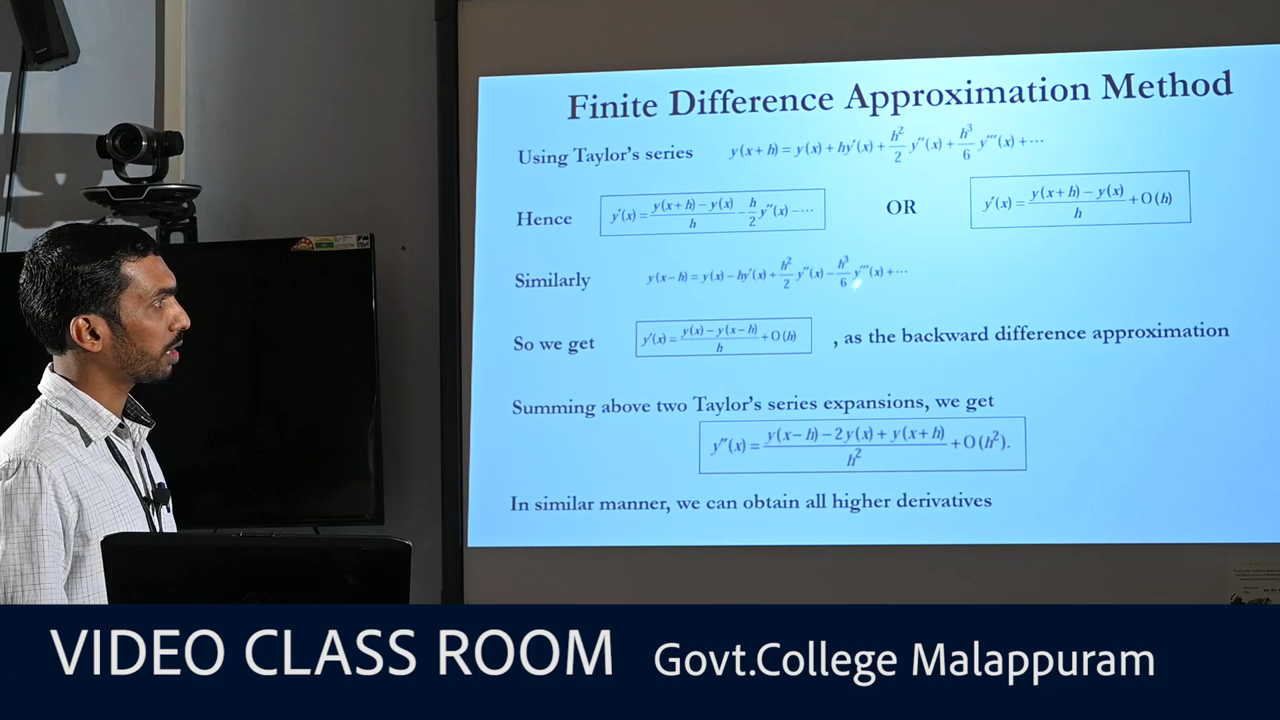 Finite Difference Approximation Method
Using Taylor's series y(x+h) = y(x) + hy′(x) + h²/2 y″(x) + h³/6 y‴(x) + ⋯
Hence y′(x) = y(x+h) − y(x)/h − h/2 y″(x) − ⋯ OR y′(x) = y(x+h) − y(x)/h + O(h)
Similarly y(x−h) = y(x) − hy′(x) + h²/2 y″(x) − h³/6 y‴(x) + ⋯
So we get y′(x) = y(x) − y(x−h)/h + O(h) , as the backward difference approximation
Summing above two Taylor's series expansions, we get
y″(x) = y(x−h) − 2y(x) + y(x+h)/h² + O(h²).
In similar manner, we can obtain all higher derivatives
VIDEO CLASS ROOM Govt.College Malappuram